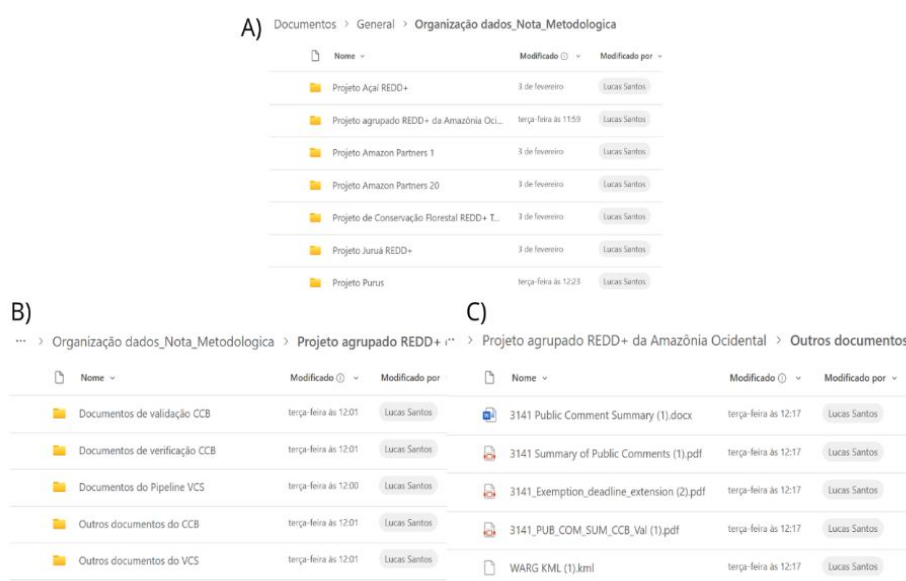 A) Documentos > General > Organização dados_Nota_Metodologica
Nome Modificado Modificado por
Projeto Açaí REDD+ 3 de fevereiro Lucas Santos
Projeto agrupado REDD+ da Amazônia Oci... terça-feira às 11:59 Lucas Santos
Projeto Amazon Partners 1 3 de fevereiro Lucas Santos
Projeto Amazon Partners 20 3 de fevereiro Lucas Santos
Projeto de Conservação Florestal REDD+ T... 3 de fevereiro Lucas Santos
Projeto Juruá REDD+ 3 de fevereiro Lucas Santos
Projeto Purus terça-feira às 12:23 Lucas Santos
B)
... > Organização dados_Nota_Metodologica > Projeto agrupado REDD+
Nome Modificado Modificado por
Documentos de validação CCB terça-feira às 12:01 Lucas Santos
Documentos de verificação CCB terça-feira às 12:01 Lucas Santos
Documentos do Pipeline VCS terça-feira às 12:00 Lucas Santos
Outros documentos do CCB terça-feira às 12:01 Lucas Santos
Outros documentos do VCS terça-feira às 12:01 Lucas Santos
C)
... > Projeto agrupado REDD+ da Amazônia Ocidental > Outros documentos
Nome Modificado Modificado por
3141 Public Comment Summary (1).docx terça-feira às 12:17 Lucas Santos
3141 Summary of Public Comments (1).pdf terça-feira às 12:17 Lucas Santos
3141_Exemption_deadline_extension (2).pdf terça-feira às 12:17 Lucas Santos
3141_PUB_COM_SUM_CCB_Val (1).pdf terça-feira às 12:17 Lucas Santos
WARG KML (1).kml terça-feira às 12:17 Lucas Santos